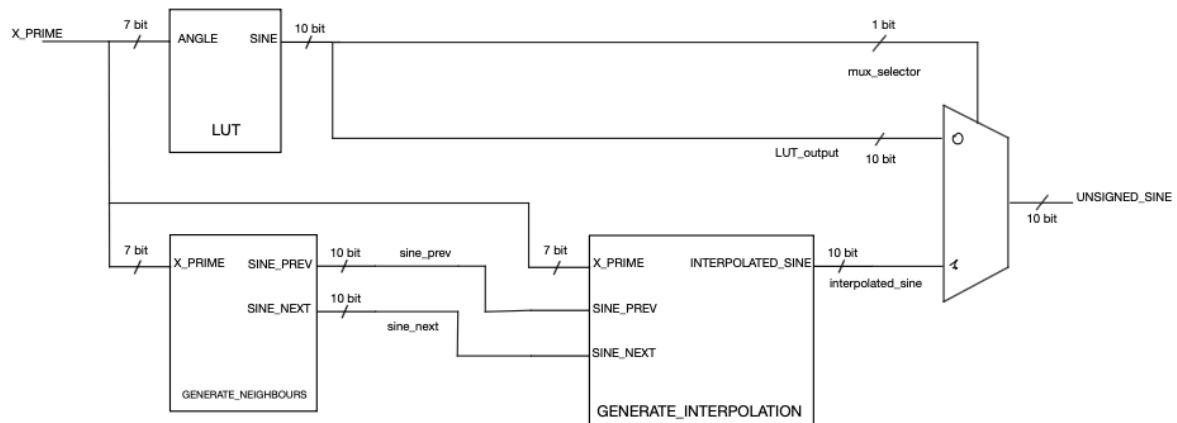 X_PRIME
7 bit
ANGLE
SINE
10 bit
LUT
1 bit
mux_selector
LUT_output
10 bit
0
UNSIGNED_SINE
10 bit
7 bit
X_PRIME
SINE_PREV
10 bit
sine_prev
SINE_NEXT
10 bit
sine_next
GENERATE_NEIGHBOURS
7 bit
X_PRIME
INTERPOLATED_SINE
10 bit
interpolated_sine
1
SINE_PREV
SINE_NEXT
GENERATE_INTERPOLATION